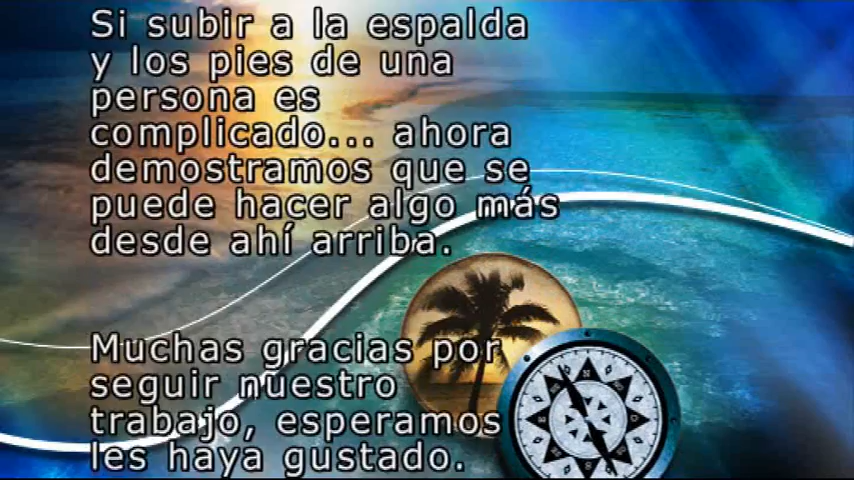 Si subir a la espalda
y los pies de una
persona es
complicado... ahora
demostramos que se
puede hacer algo más
desde ahí arriba.
Muchas gracias por
seguir nuestro
trabajo, esperamos
les haya gustado.